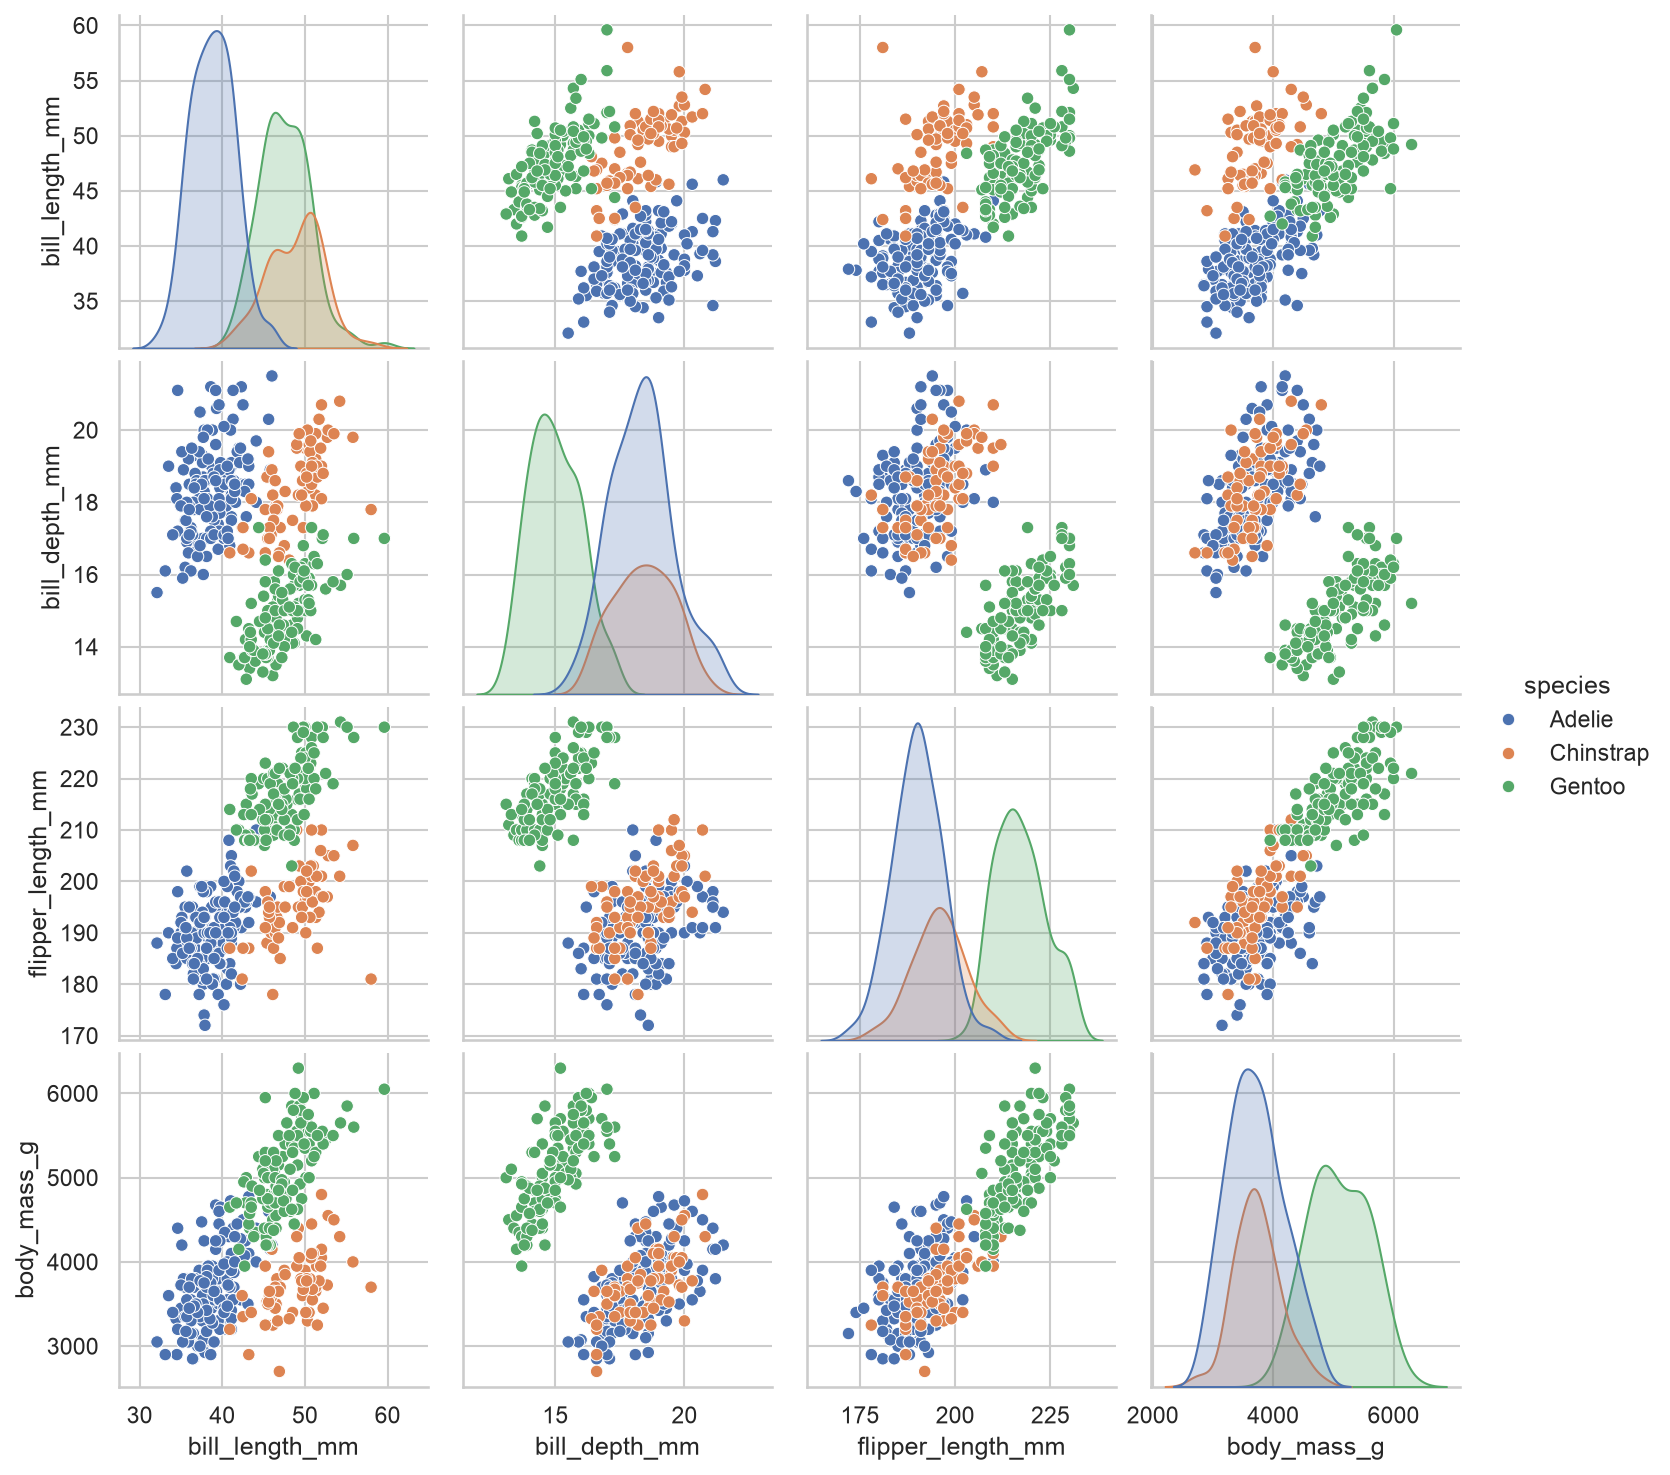 60
55
50
45
40
35
bill_length_mm
20
18
16
14
bill_depth_mm
230
220
210
200
190
180
170
flipper_length_mm
6000
5000
4000
3000
body_mass_g
30 40 50 60
bill_length_mm
15 20
bill_depth_mm
175 200 225
flipper_length_mm
2000 4000 6000
body_mass_g
species
Adelie
Chinstrap
Gentoo